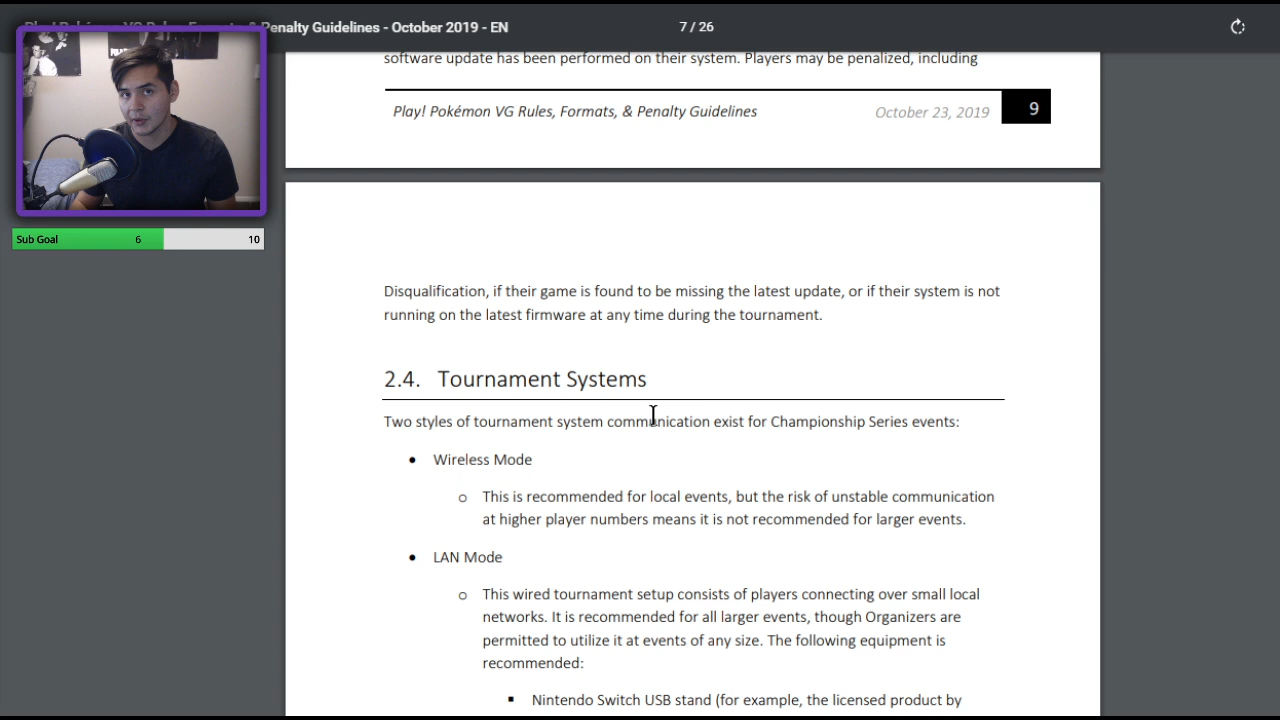 Penalty Guidelines - October 2019 - EN
7 / 26
software update has been performed on their system. Players may be penalized, including
Play! Pokémon VG Rules, Formats, & Penalty Guidelines
October 23, 2019
9
Sub Goal 6 10
Disqualification, if their game is found to be missing the latest update, or if their system is not
running on the latest firmware at any time during the tournament.
2.4. Tournament Systems
Two styles of tournament system communication exist for Championship Series events:
• Wireless Mode
o This is recommended for local events, but the risk of unstable communication
at higher player numbers means it is not recommended for larger events.
• LAN Mode
o This wired tournament setup consists of players connecting over small local
networks. It is recommended for all larger events, though Organizers are
permitted to utilize it at events of any size. The following equipment is
recommended:
▪ Nintendo Switch USB stand (for example, the licensed product by